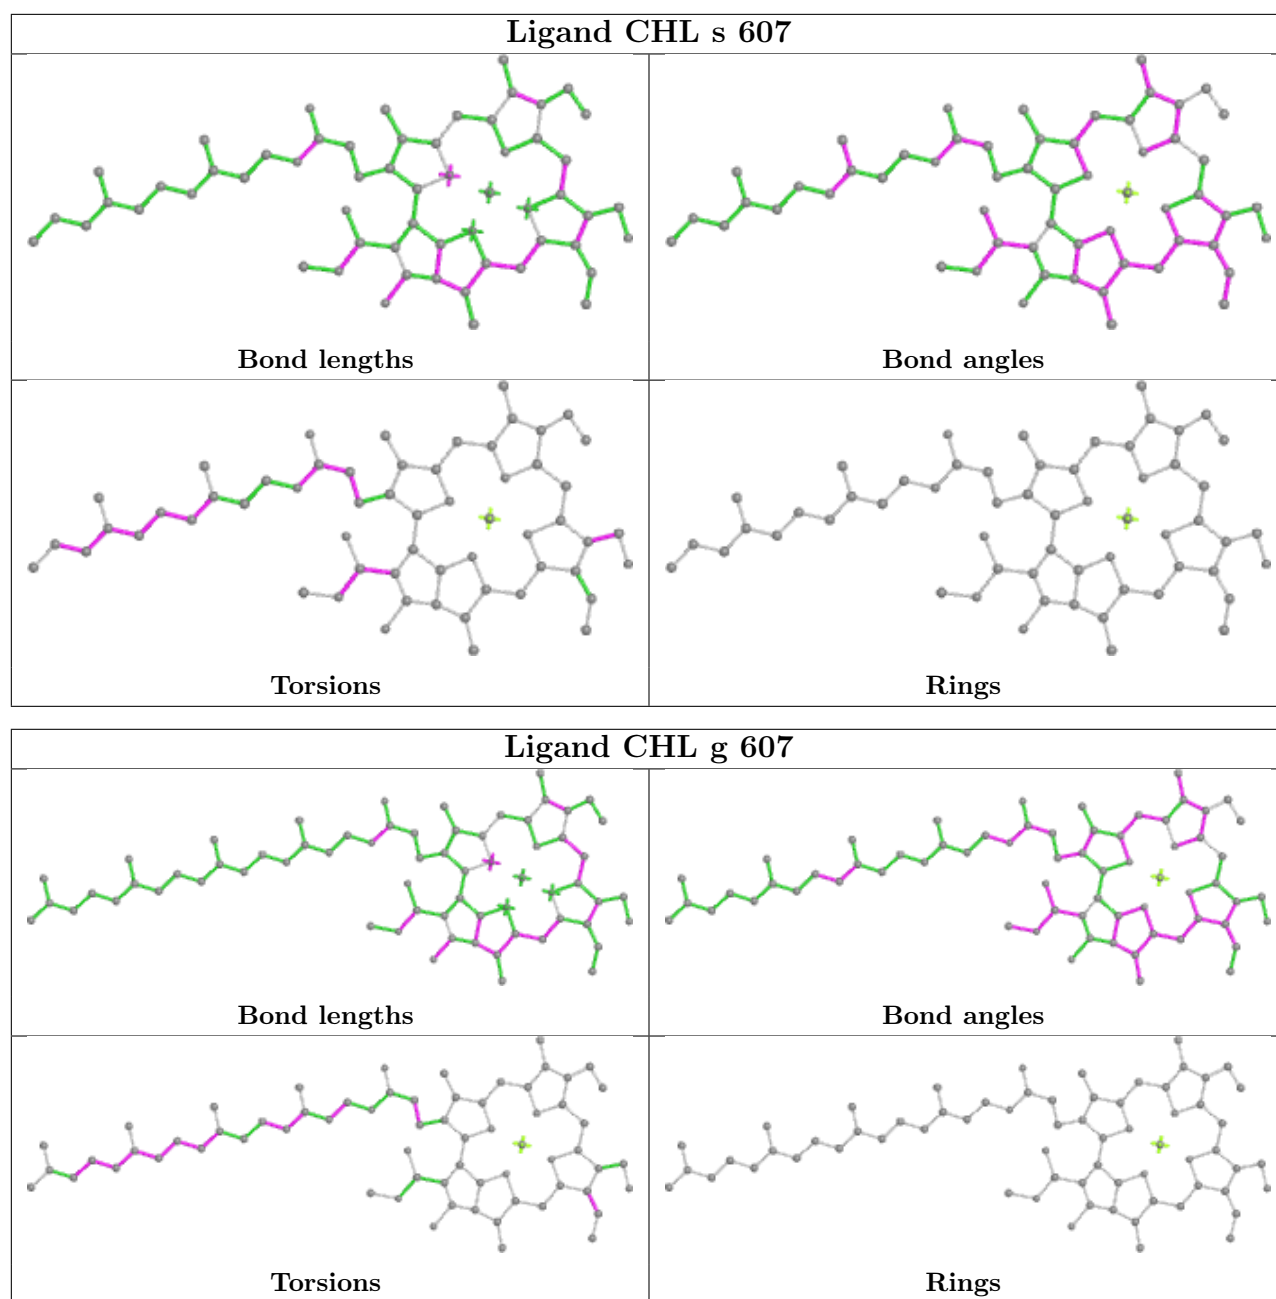 Ligand CHL s 607
Bond lengths
Bond angles
Torsions
Rings
Ligand CHL g 607
Bond lengths
Bond angles
Torsions
Rings